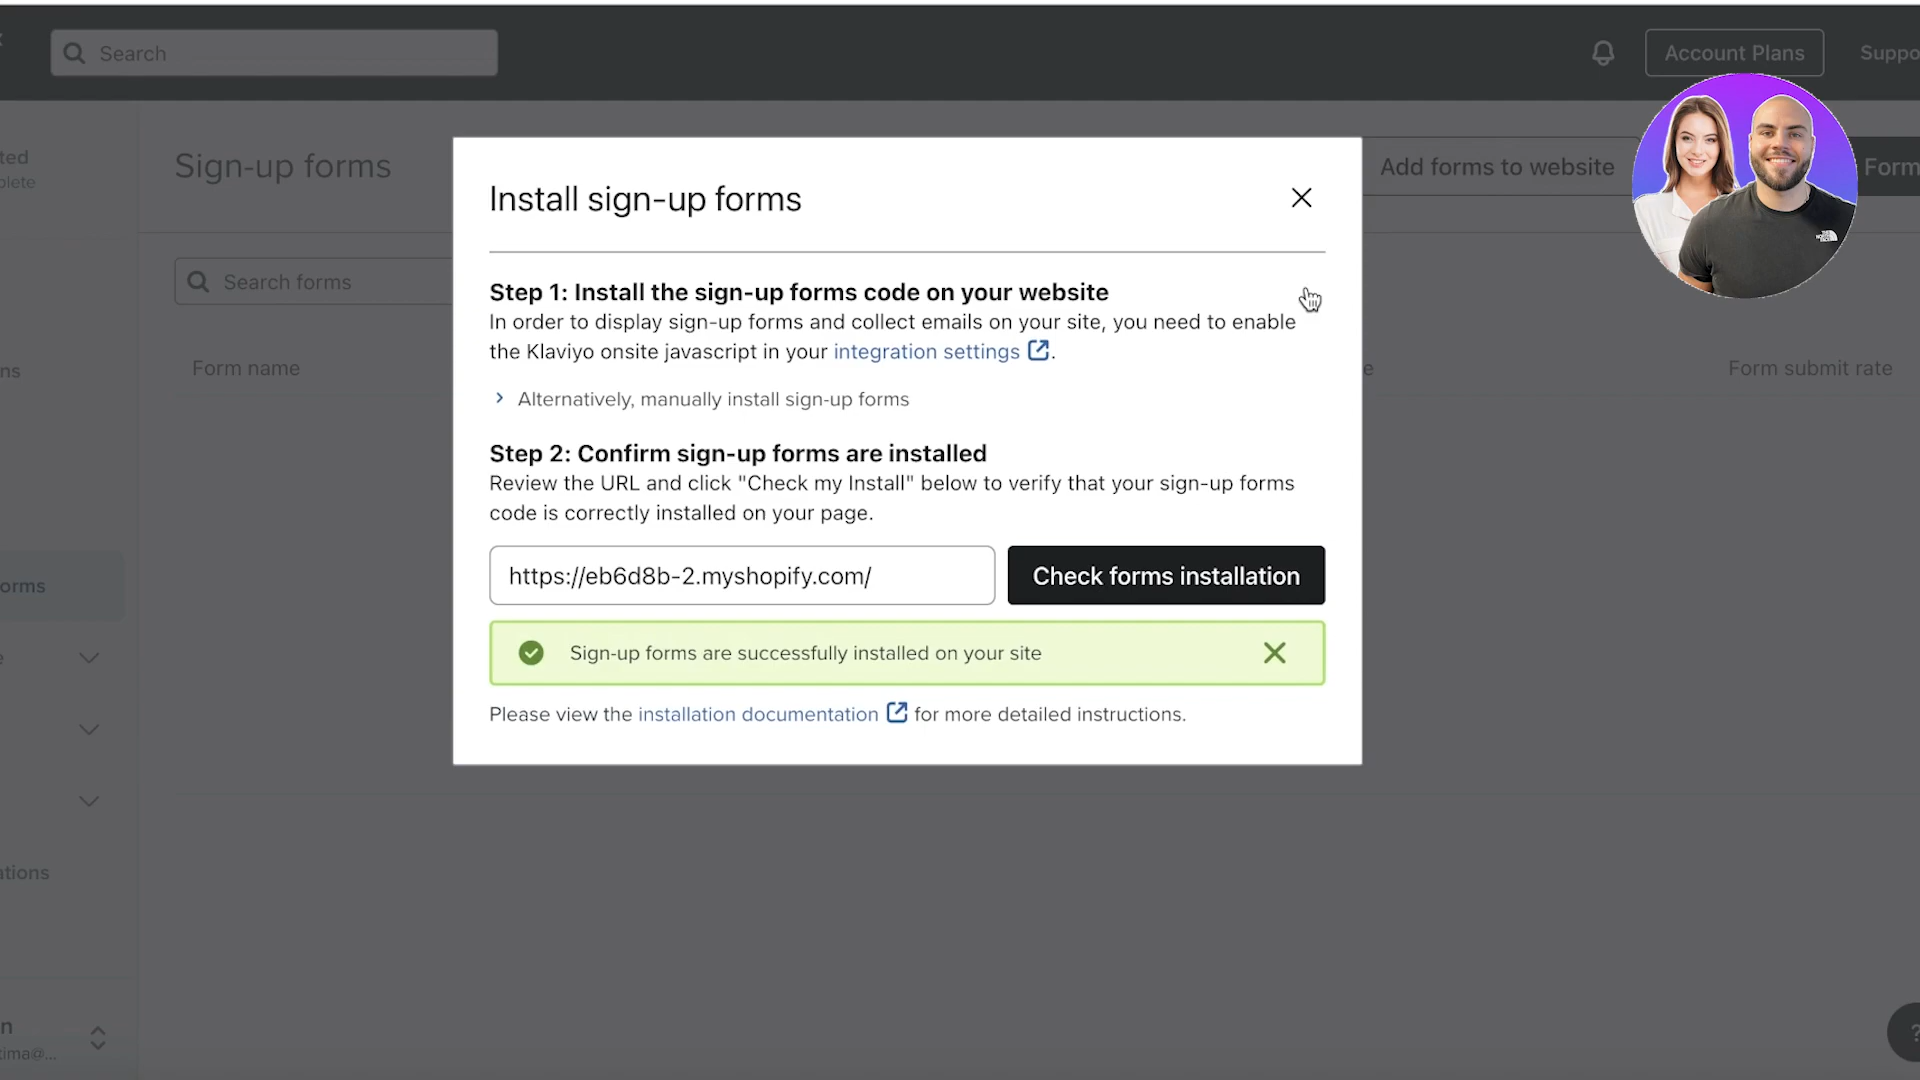 Search
Account Plans
Suppo
ted
plete
Sign-up forms
Add forms to website
Form
Install sign-up forms
Search forms
Step 1: Install the sign-up forms code on your website
In order to display sign-up forms and collect emails on your site, you need to enable
the Klaviyo onsite javascript in your integration settings.
ns
Form name
e
Form submit rate
Alternatively, manually install sign-up forms
Step 2: Confirm sign-up forms are installed
Review the URL and click "Check my Install" below to verify that your sign-up forms
code is correctly installed on your page.
orms
https://eb6d8b-2.myshopify.com/
Check forms installation
e
Sign-up forms are successfully installed on your site
Please view the installation documentation for more detailed instructions.
ations
n
tima@...
?